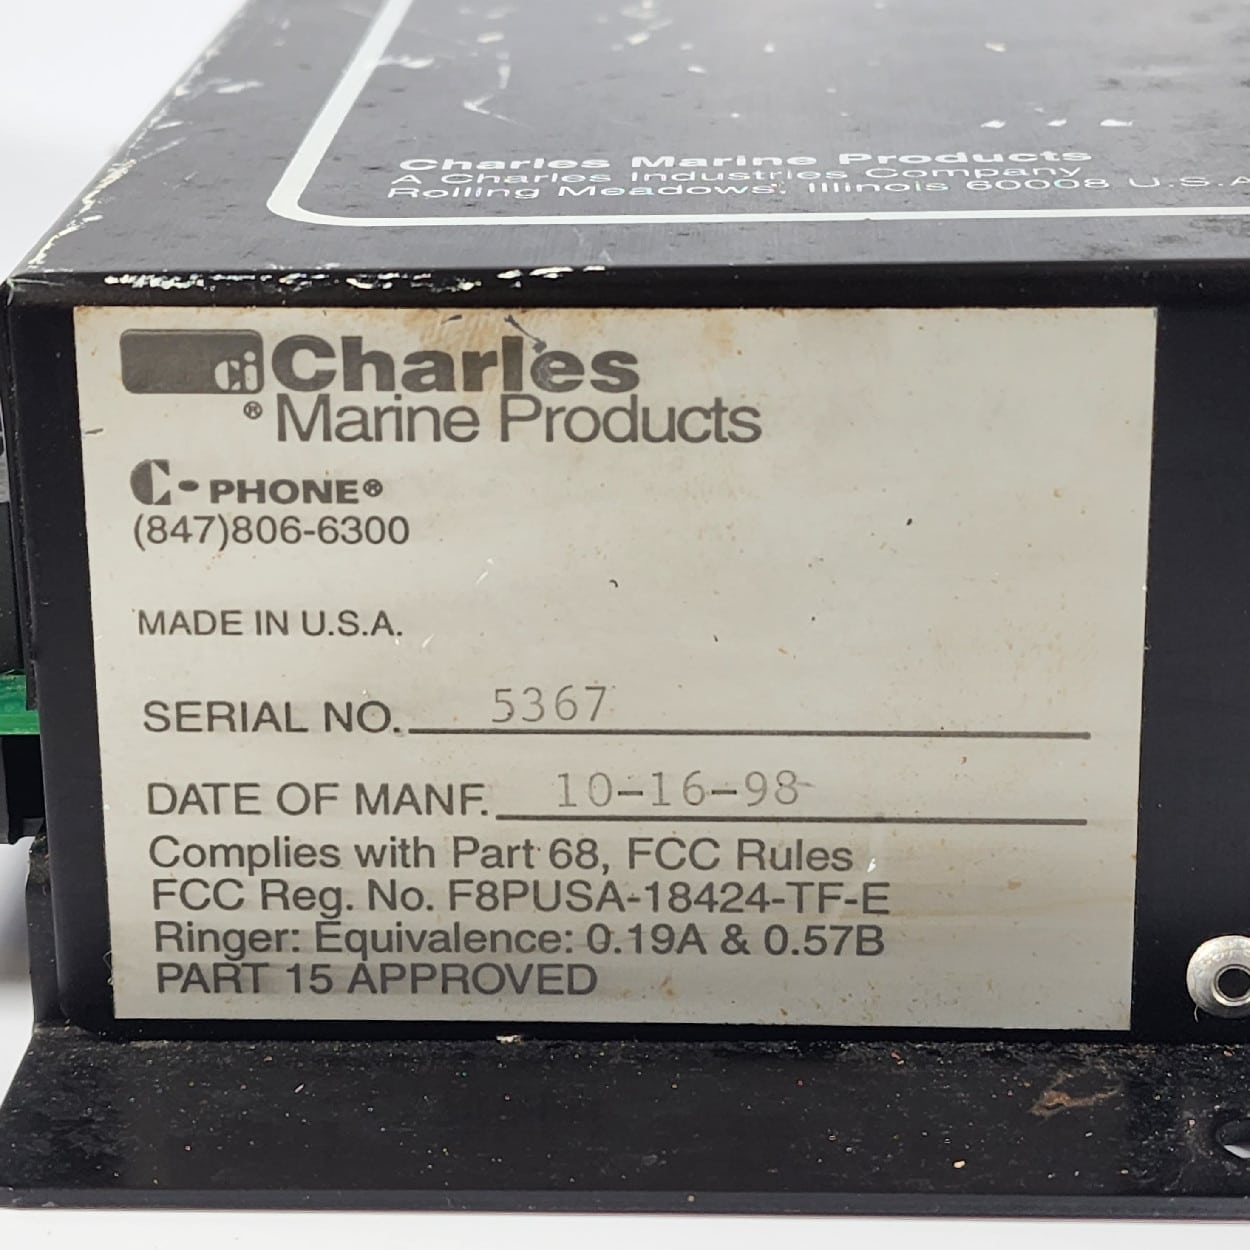 Charles Marine Products
A Charles Industries Company
Rolling Meadows, Illinois 60008 U.S.A
ci Charles
® Marine Products
C-PHONE®
(847)806-6300
MADE IN U.S.A.
SERIAL NO. 5367
DATE OF MANF. 10-16-98
Complies with Part 68, FCC Rules
FCC Reg. No. F8PUSA-18424-TF-E
Ringer: Equivalence: 0.19A & 0.57B
PART 15 APPROVED